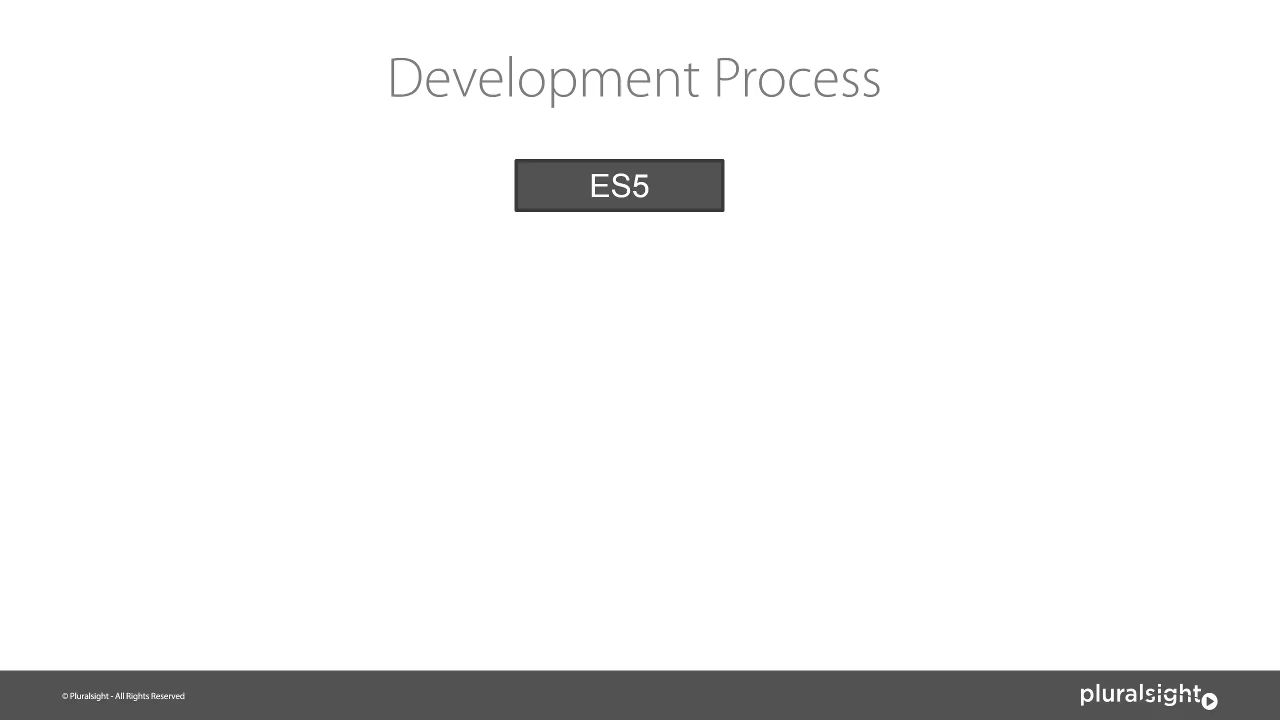 Development Process
ES5
© Pluralsight - All Rights Reserved
pluralsight